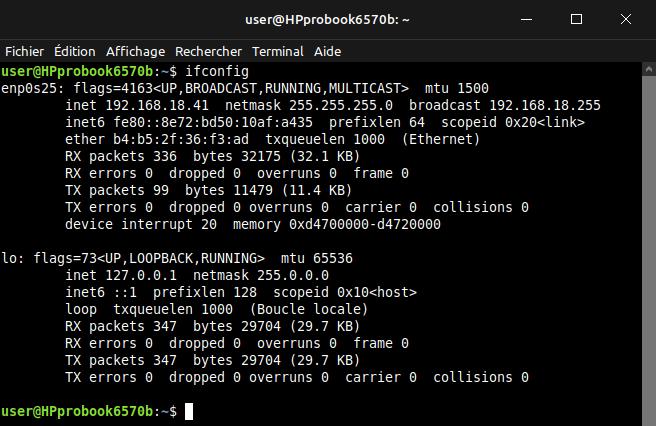 user@HPprobook6570b: ~
Fichier Édition Affichage Rechercher Terminal Aide
user@HPprobook6570b:~$ ifconfig
enp0s25: flags=4163<UP,BROADCAST,RUNNING,MULTICAST>  mtu 1500
        inet 192.168.18.41  netmask 255.255.255.0  broadcast 192.168.18.255
        inet6 fe80::8e72:bd50:10af:a435  prefixlen 64  scopeid 0x20<link>
        ether b4:b5:2f:36:f3:ad  txqueuelen 1000  (Ethernet)
        RX packets 336  bytes 32175 (32.1 KB)
        RX errors 0  dropped 0  overruns 0  frame 0
        TX packets 99  bytes 11479 (11.4 KB)
        TX errors 0  dropped 0 overruns 0  carrier 0  collisions 0
        device interrupt 20  memory 0xd4700000-d4720000
lo: flags=73<UP,LOOPBACK,RUNNING>  mtu 65536
        inet 127.0.0.1  netmask 255.0.0.0
        inet6 ::1  prefixlen 128  scopeid 0x10<host>
        loop  txqueuelen 1000  (Boucle locale)
        RX packets 347  bytes 29704 (29.7 KB)
        RX errors 0  dropped 0  overruns 0  frame 0
        TX packets 347  bytes 29704 (29.7 KB)
        TX errors 0  dropped 0 overruns 0  carrier 0  collisions 0
user@HPprobook6570b:~$